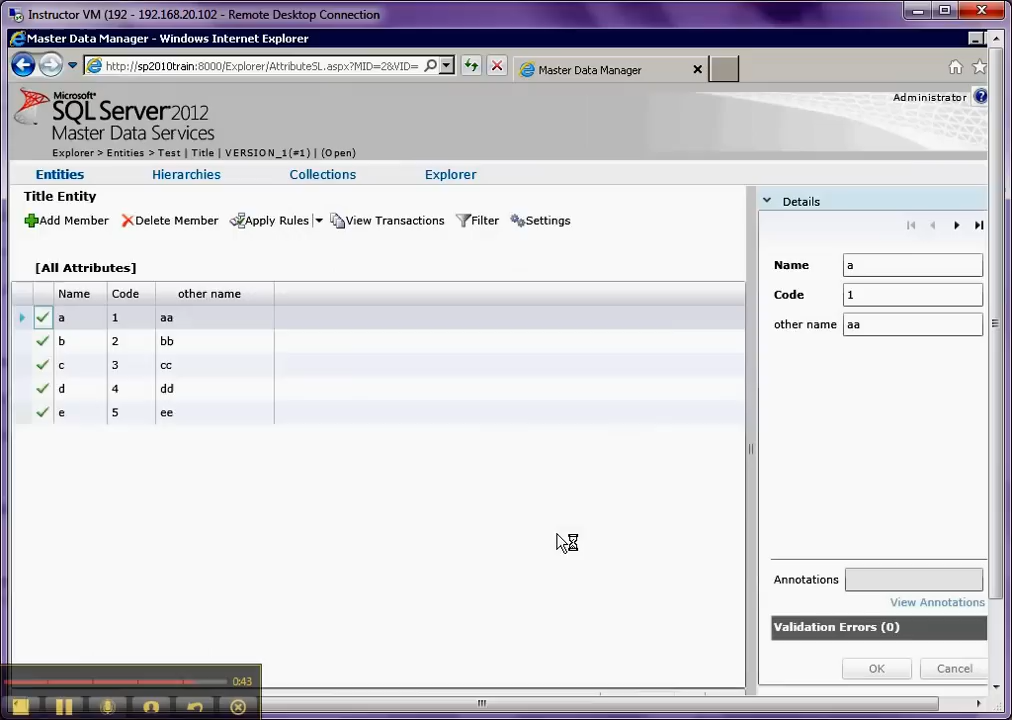 Instructor VM (192 - 192.168.20.102 - Remote Desktop Connection
Master Data Manager - Windows Internet Explorer
http://sp2010train:8000/Explorer/AttributeSL.aspx?MID=2&VID=
Master Data Manager
Microsoft®
SQL Server 2012
Master Data Services
Administrator
Explorer > Entities > Test | Title | VERSION_1(#1) | (Open)
Entities Hierarchies Collections Explorer
Title Entity
Add Member Delete Member Apply Rules View Transactions Filter Settings
[All Attributes]
Name Code other name
a 1 aa
b 2 bb
c 3 cc
d 4 dd
e 5 ee
Details
Name a
Code 1
other name aa
Annotations
View Annotations
Validation Errors (0)
OK Cancel
0:43